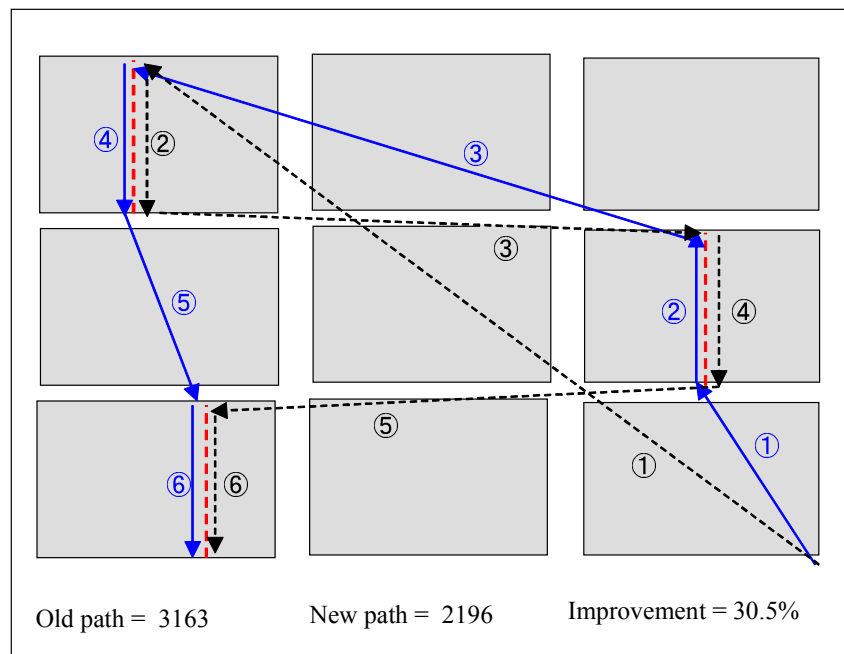 ④ ② ③
③
⑤ ② ④
⑤ ①
⑥ ⑥ ①
Old path = 3163 New path = 2196 Improvement = 30.5%